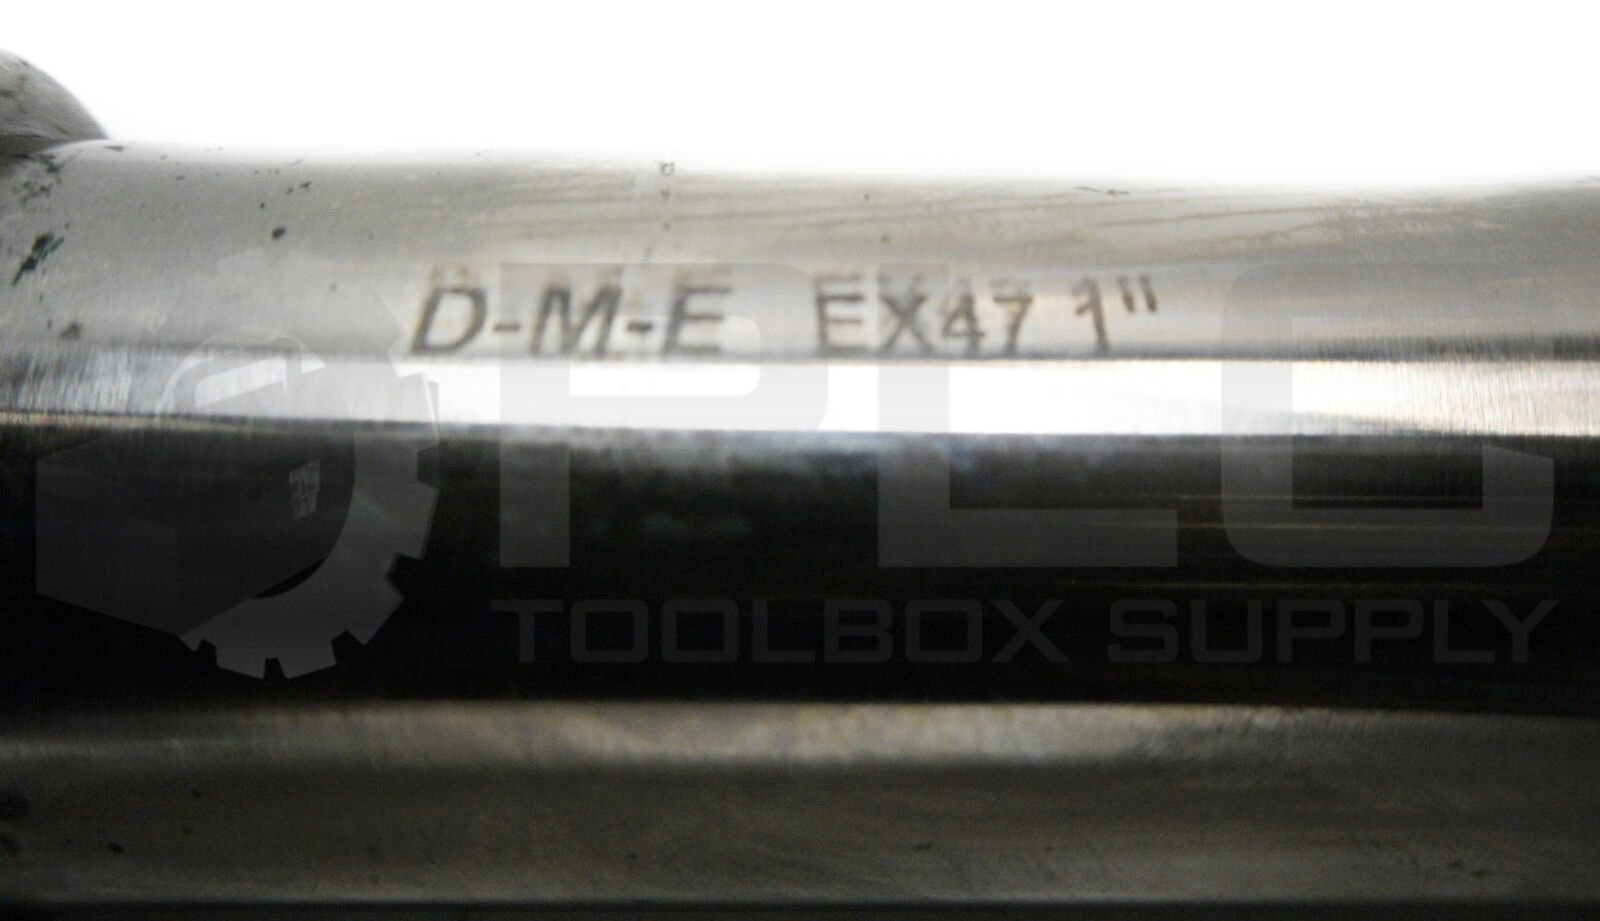 D-M-E EX47 1"
PLC
TOOLBOX SUPPLY